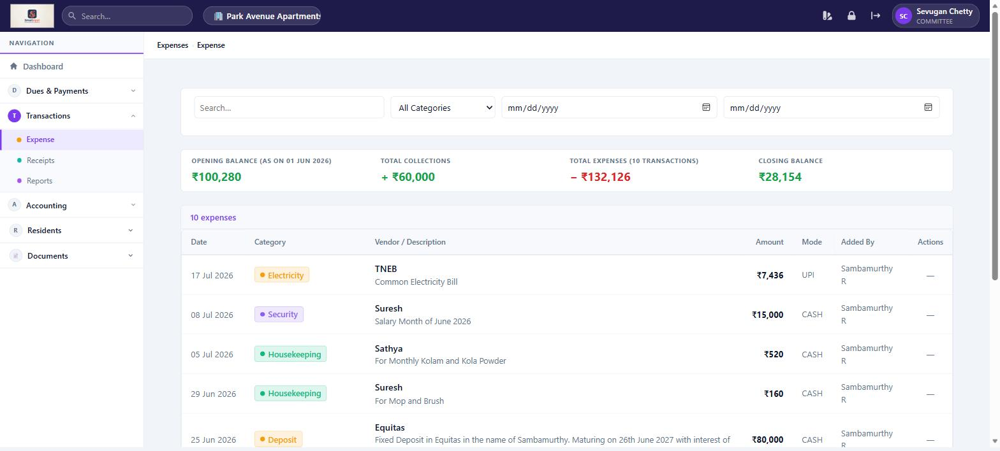 SmartAppt
Search...
Park Avenue Apartments
SC
Sevugan Chetty
COMMITTEE
NAVIGATION
Dashboard
D Dues & Payments
T Transactions
Expense
Receipts
Reports
A Accounting
R Residents
Documents
Expenses Expense
Search... All Categories mm/dd/yyyy mm/dd/yyyy
OPENING BALANCE (AS ON 01 JUN 2026) TOTAL COLLECTIONS TOTAL EXPENSES (10 TRANSACTIONS) CLOSING BALANCE
₹100,280 + ₹60,000 − ₹132,126 ₹28,154
10 expenses
Date Category Vendor / Description Amount Mode Added By Actions
17 Jul 2026 Electricity TNEB ₹7,436 UPI Sambamurthy —
Common Electricity Bill R
08 Jul 2026 Security Suresh ₹15,000 CASH Sambamurthy —
Salary Month of June 2026 R
05 Jul 2026 Housekeeping Sathya ₹520 CASH Sambamurthy —
For Monthly Kolam and Kola Powder R
29 Jun 2026 Housekeeping Suresh ₹160 CASH Sambamurthy —
For Mop and Brush R
25 Jun 2026 Deposit Equitas ₹80,000 CASH Sambamurthy —
Fixed Deposit in Equitas in the name of Sambamurthy. Maturing on 26th June 2027 with interest of R